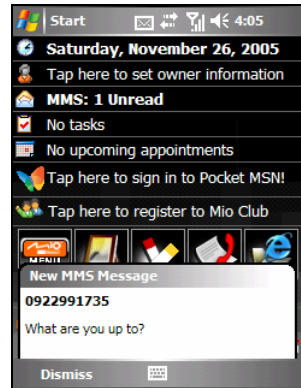 Start 4:05
Saturday, November 26, 2005
Tap here to set owner information
MMS: 1 Unread
No tasks
No upcoming appointments
Tap here to sign in to Pocket MSN!
Tap here to register to Mio Club
mio
MENU
New MMS Message
0922991735
What are you up to?
Dismiss